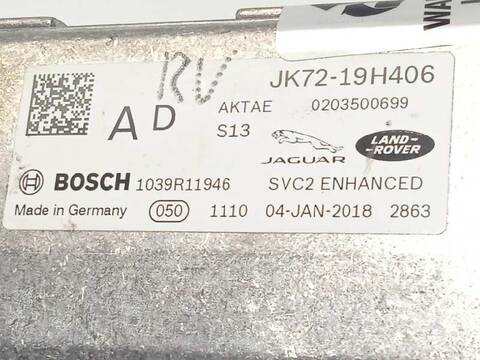 RV
JK72-19H406
A D
AKTAE 0203500699
S13
JAGUAR
LAND-
ROVER
BOSCH 1039R11946 SVC2 ENHANCED
Made in Germany 050 1110 04-JAN-2018 2863